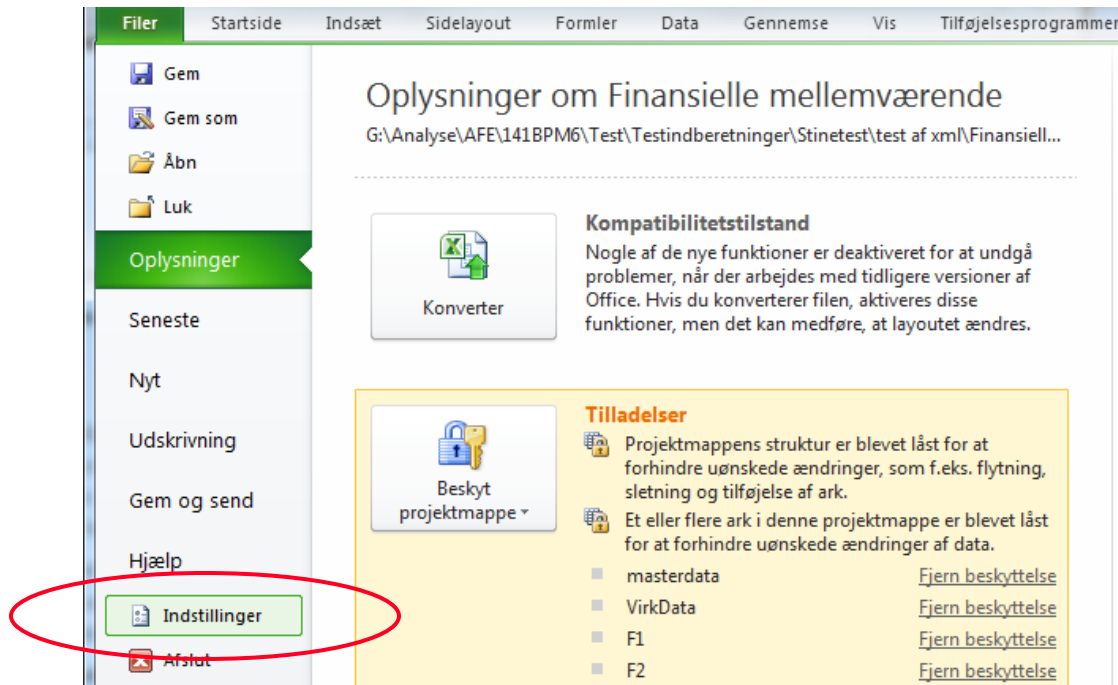 Filer Startside Indsæt Sidelayout Formler Data Gennemse Vis Tilføjelsesprogrammer
Gem
Gem som
Åbn
Luk
Oplysninger
Seneste
Nyt
Udskrivning
Gem og send
Hjælp
Indstillinger
Afslut
Oplysninger om Finansielle mellemværende
G:\Analyse\AFE\141BPM6\Test\Testindberetninger\Stinetest\test af xml\Finansiell...
Konverter
Kompatibilitetstilstand
Nogle af de nye funktioner er deaktiveret for at undgå
problemer, når der arbejdes med tidligere versioner af
Office. Hvis du konverterer filen, aktiveres disse
funktioner, men det kan medføre, at layoutet ændres.
Beskyt
projektmappe
Tilladelser
Projektmappens struktur er blevet låst for at
forhindre uønskede ændringer, som f.eks. flytning,
sletning og tilføjelse af ark.
Et eller flere ark i denne projektmappe er blevet låst
for at forhindre uønskede ændringer af data.
masterdata Fjern beskyttelse
VirkData Fjern beskyttelse
F1 Fjern beskyttelse
F2 Fjern beskyttelse